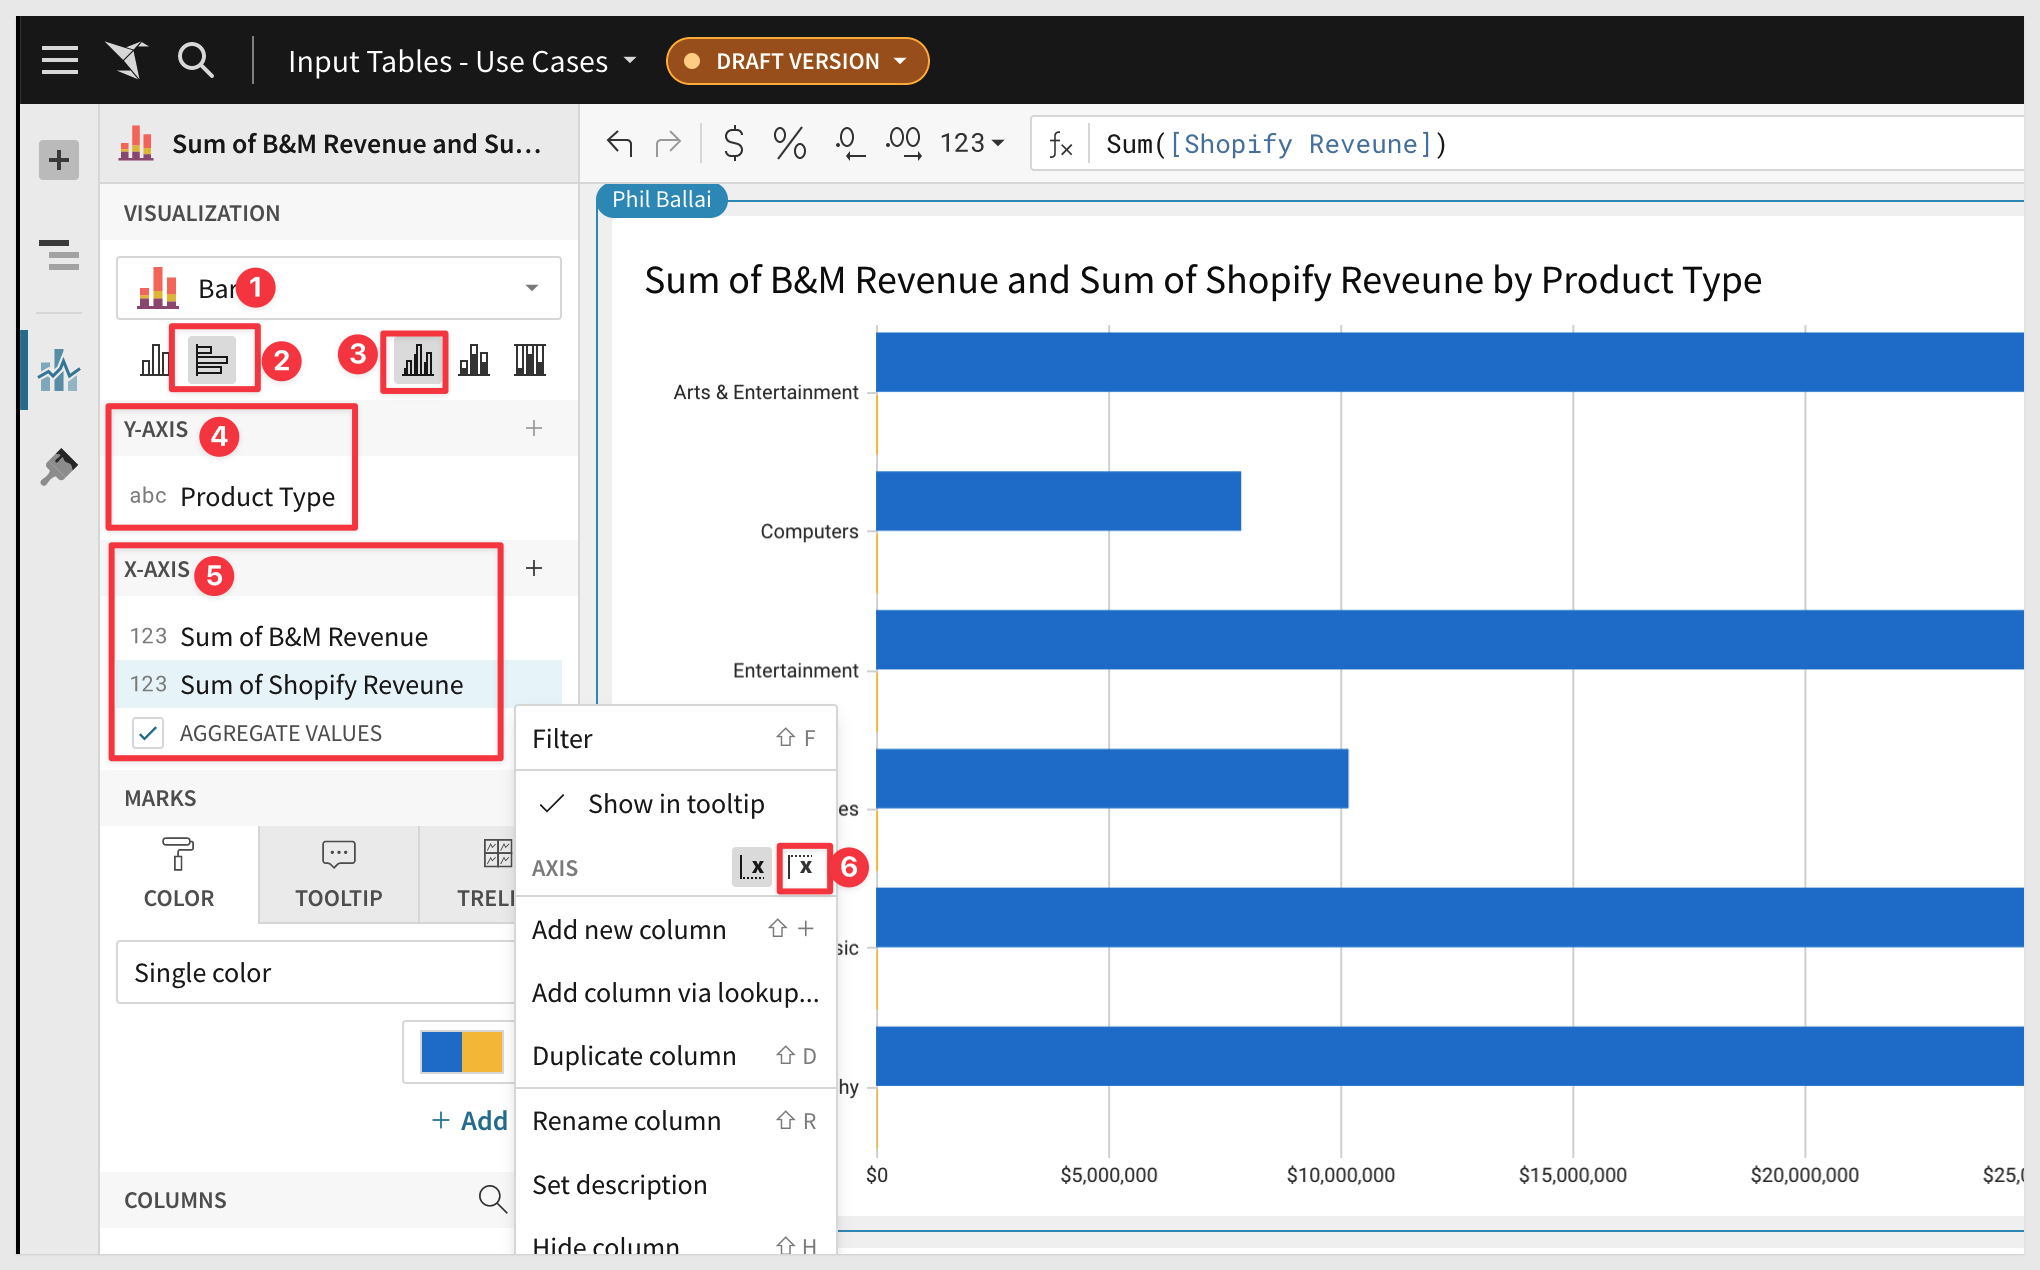 Input Tables - Use Cases
DRAFT VERSION
Sum of B&M Revenue and Su...
$ % .0 .00 123
fx Sum([Shopify Reveune])
Phil Ballai
VISUALIZATION
Bar
1
2
3
Y-AXIS 4
abc Product Type
X-AXIS 5
123 Sum of B&M Revenue
123 Sum of Shopify Reveune
AGGREGATE VALUES
MARKS
COLOR
TOOLTIP
TRELL
Single color
+ Add
COLUMNS
Filter ⇧ F
Show in tooltip
AXIS x x 6
Add new column ⇧ +
Add column via lookup...
Duplicate column ⇧ D
Rename column ⇧ R
Set description
Hide column ⇧ H
Sum of B&M Revenue and Sum of Shopify Reveune by Product Type
Arts & Entertainment
Computers
Entertainment
es
sic
hy
$0 $5,000,000 $10,000,000 $15,000,000 $20,000,000 $25,0